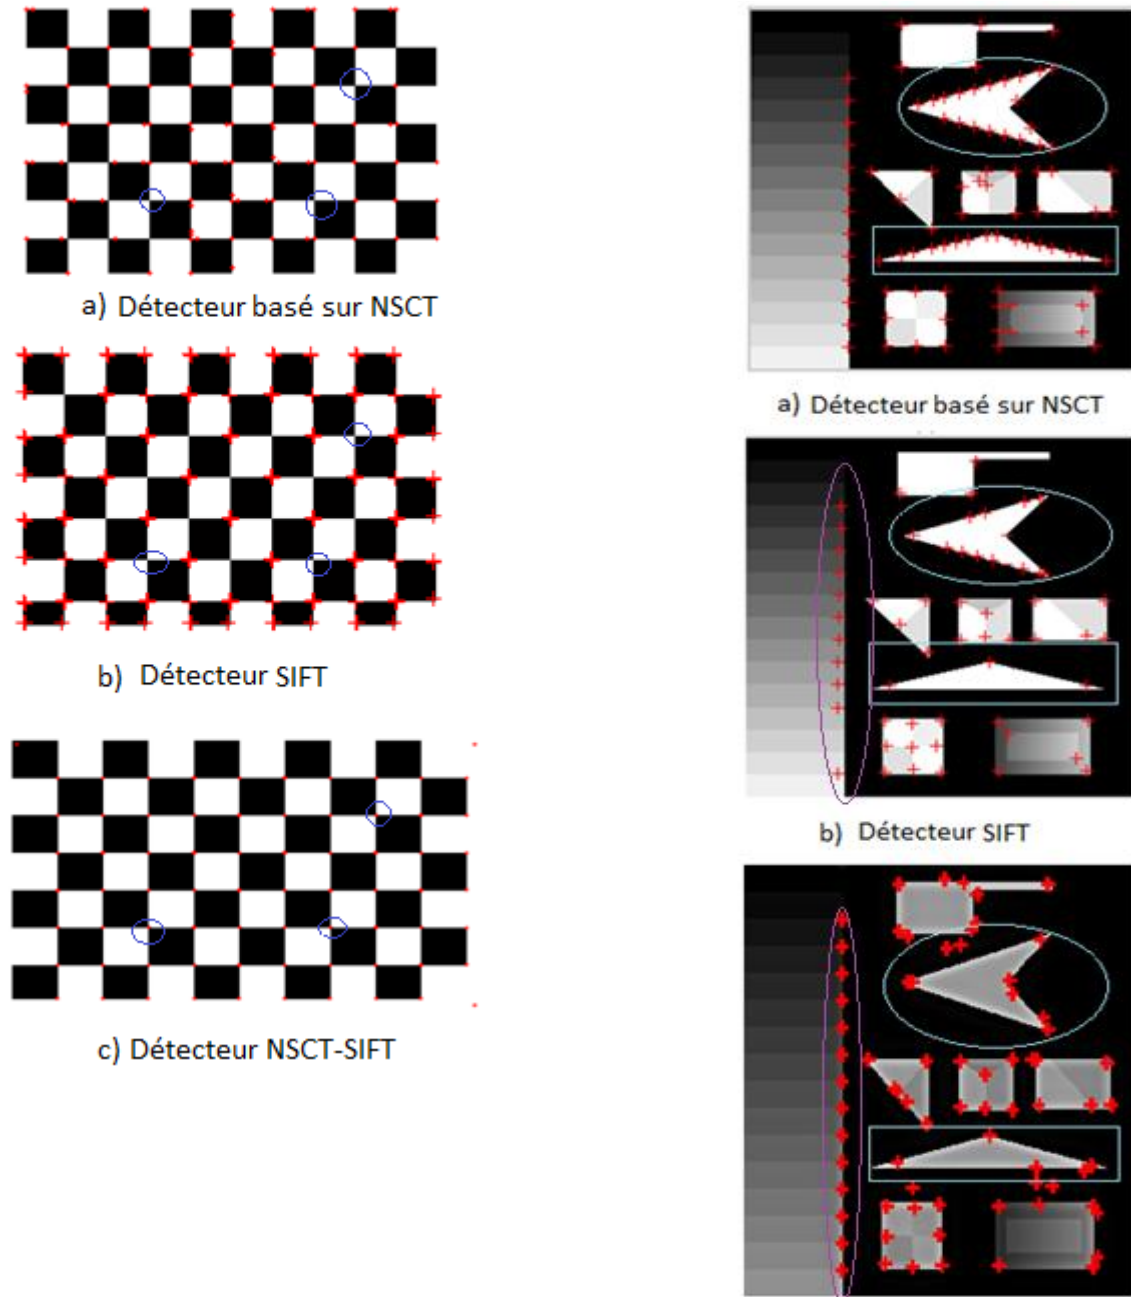 a) Détecteur basé sur NSCT
b) Détecteur SIFT
c) Détecteur NSCT-SIFT
a) Détecteur basé sur NSCT
b) Détecteur SIFT